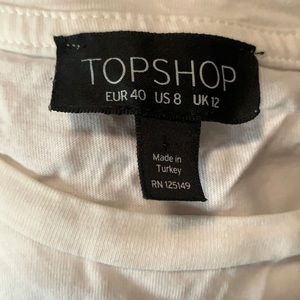 TOPSHOP
EUR 40 US 8 UK 12
Made in
Turkey
RN 125149